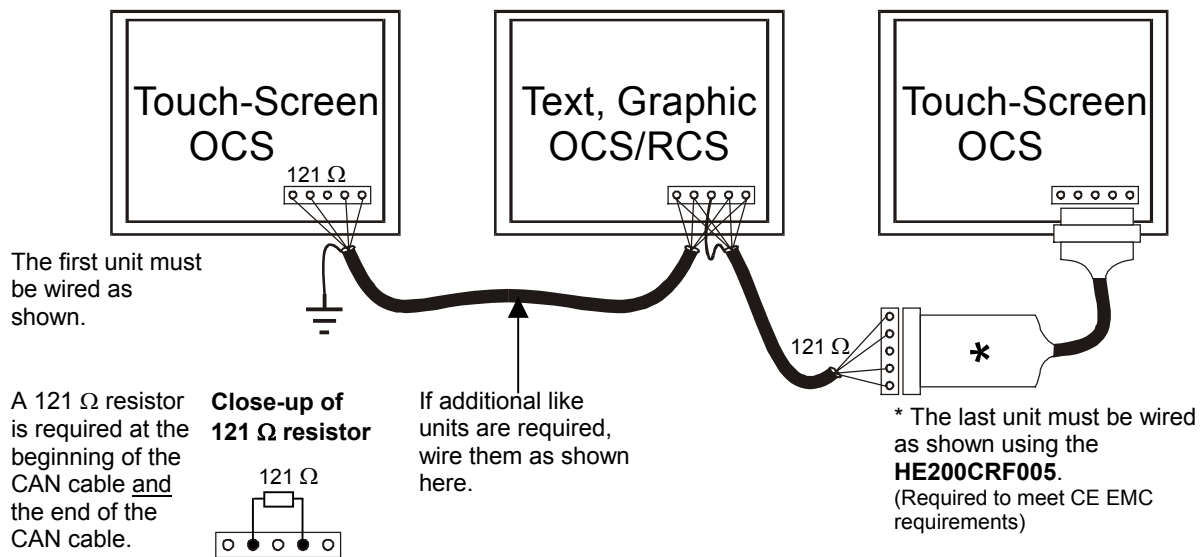 Touch-Screen
OCS
121 Ω
Text, Graphic
OCS/RCS
Touch-Screen
OCS
The first unit must
be wired as
shown.
121 Ω
*
A 121 Ω resistor
is required at the
beginning of the
CAN cable and
the end of the
CAN cable.
Close-up of
121 Ω resistor
121 Ω
If additional like
units are required,
wire them as shown
here.
* The last unit must be wired
as shown using the
HE200CRF005.
(Required to meet CE EMC
requirements)